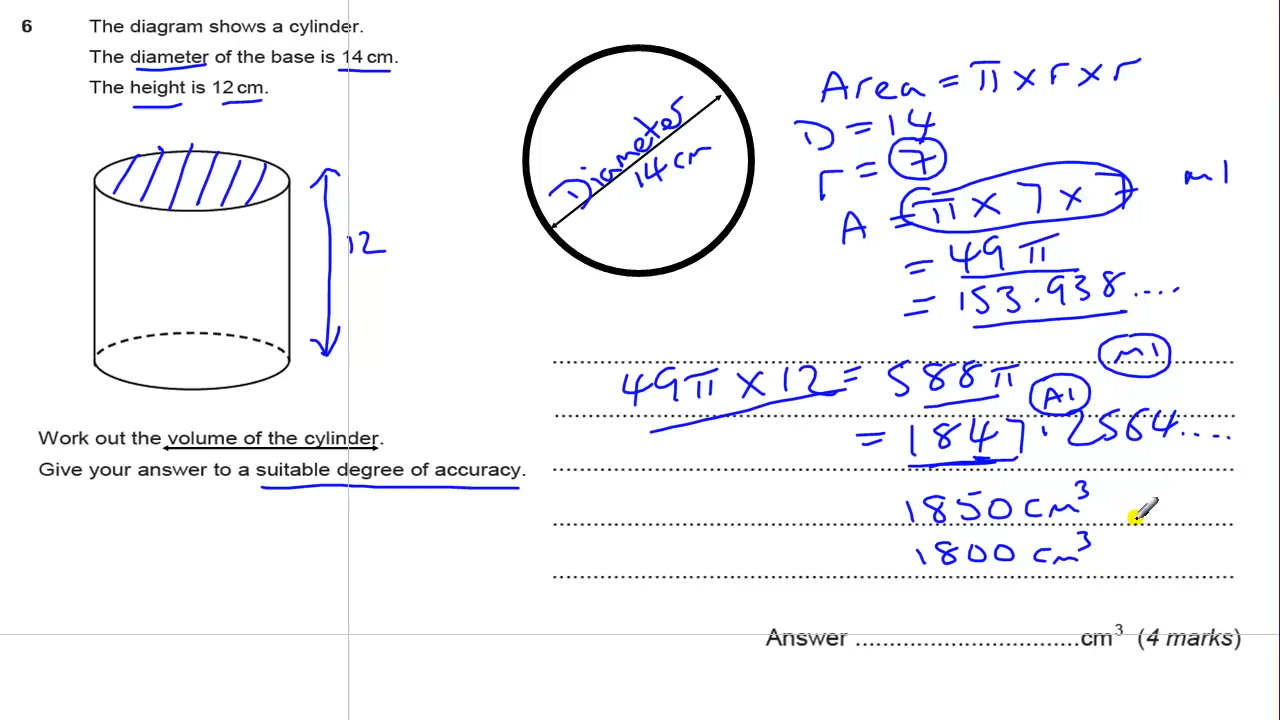 6 The diagram shows a cylinder.
The diameter of the base is 14 cm.
The height is 12 cm.
12
Diameter
14 cm
Area = π × r × r
D = 14
r = 7
A = π × 7 × 7 M1
= 49 π
= 153.938....
M1
49π × 12 = 588π
A1
= 1847.2564....
Work out the volume of the cylinder.
Give your answer to a suitable degree of accuracy.
1850 cm³
1800 cm³
Answer ................................. cm³ (4 marks)